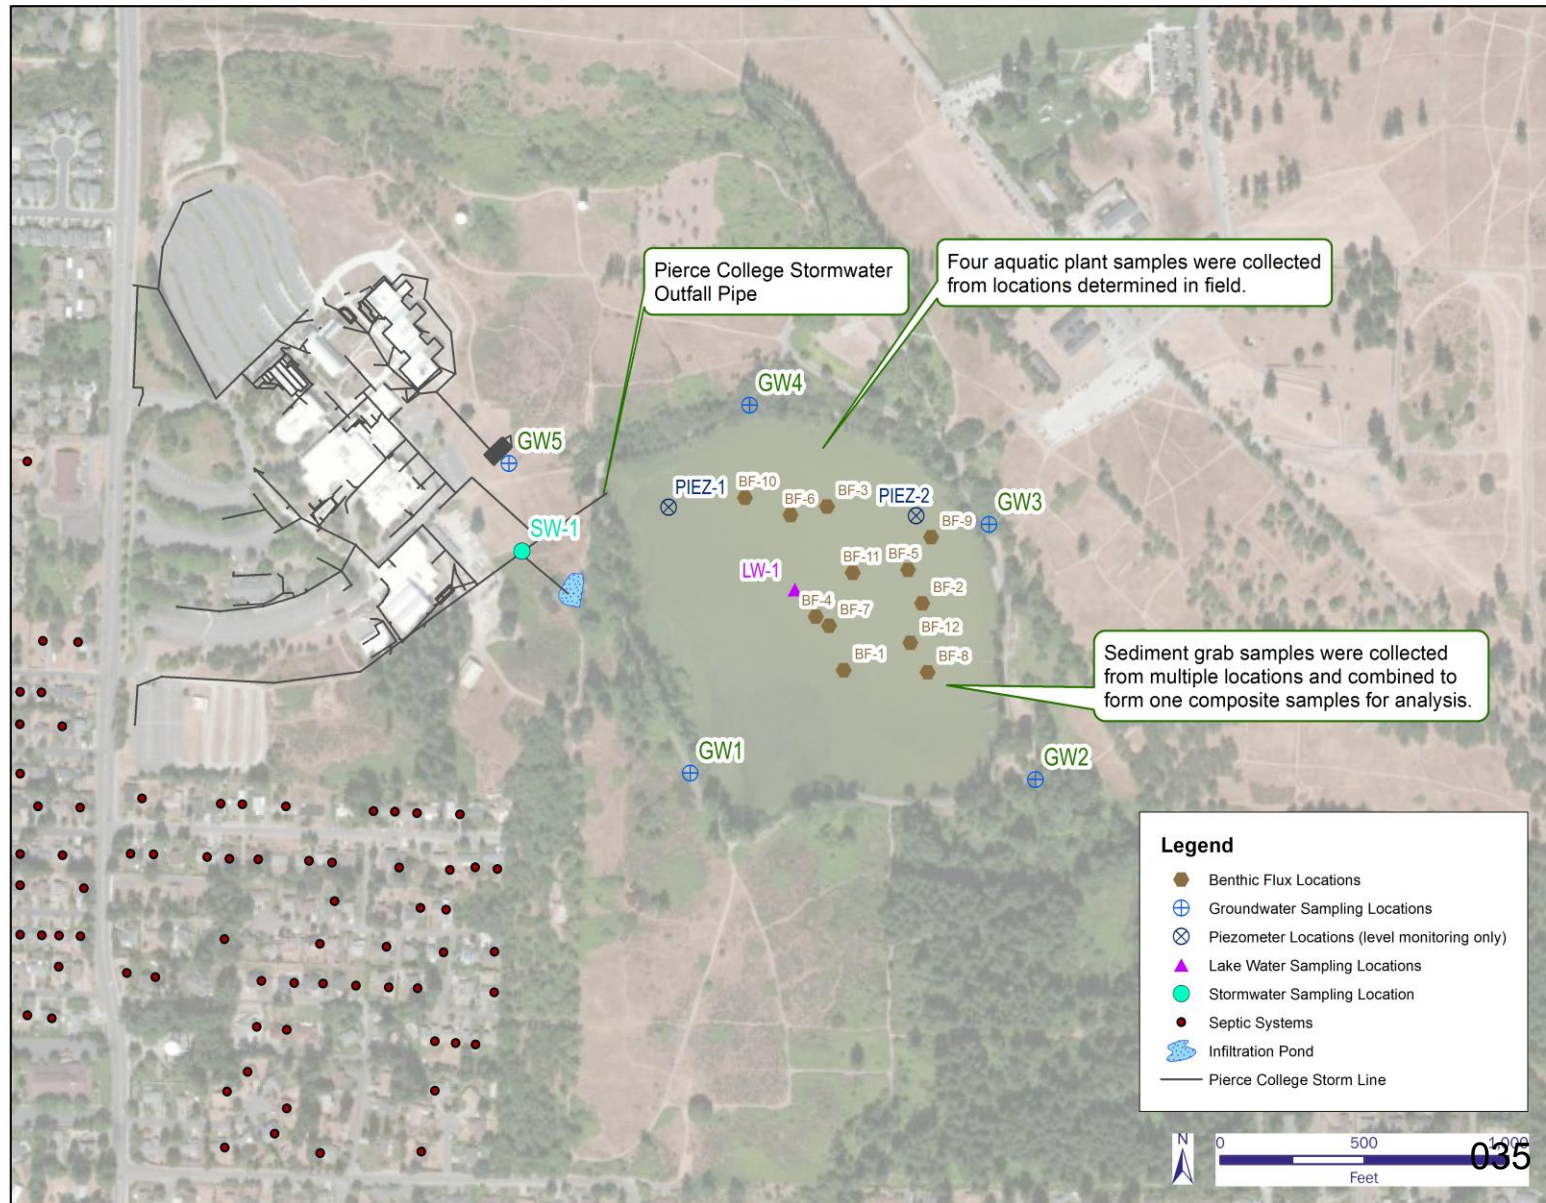 Pierce College Stormwater
Outfall Pipe
Four aquatic plant samples were collected
from locations determined in field.
GW4
GW5
PIEZ-1
BF-10
BF-6
BF-3
PIEZ-2
GW3
BF-9
SW-1
BF-11
BF-5
LW-1
BF-4
BF-7
BF-2
BF-12
BF-1
BF-8
Sediment grab samples were collected
from multiple locations and combined to
form one composite samples for analysis.
GW1
GW2
Legend
Benthic Flux Locations
Groundwater Sampling Locations
Piezometer Locations (level monitoring only)
Lake Water Sampling Locations
Stormwater Sampling Location
Septic Systems
Infiltration Pond
Pierce College Storm Line
N
0 500 1,000
Feet
035